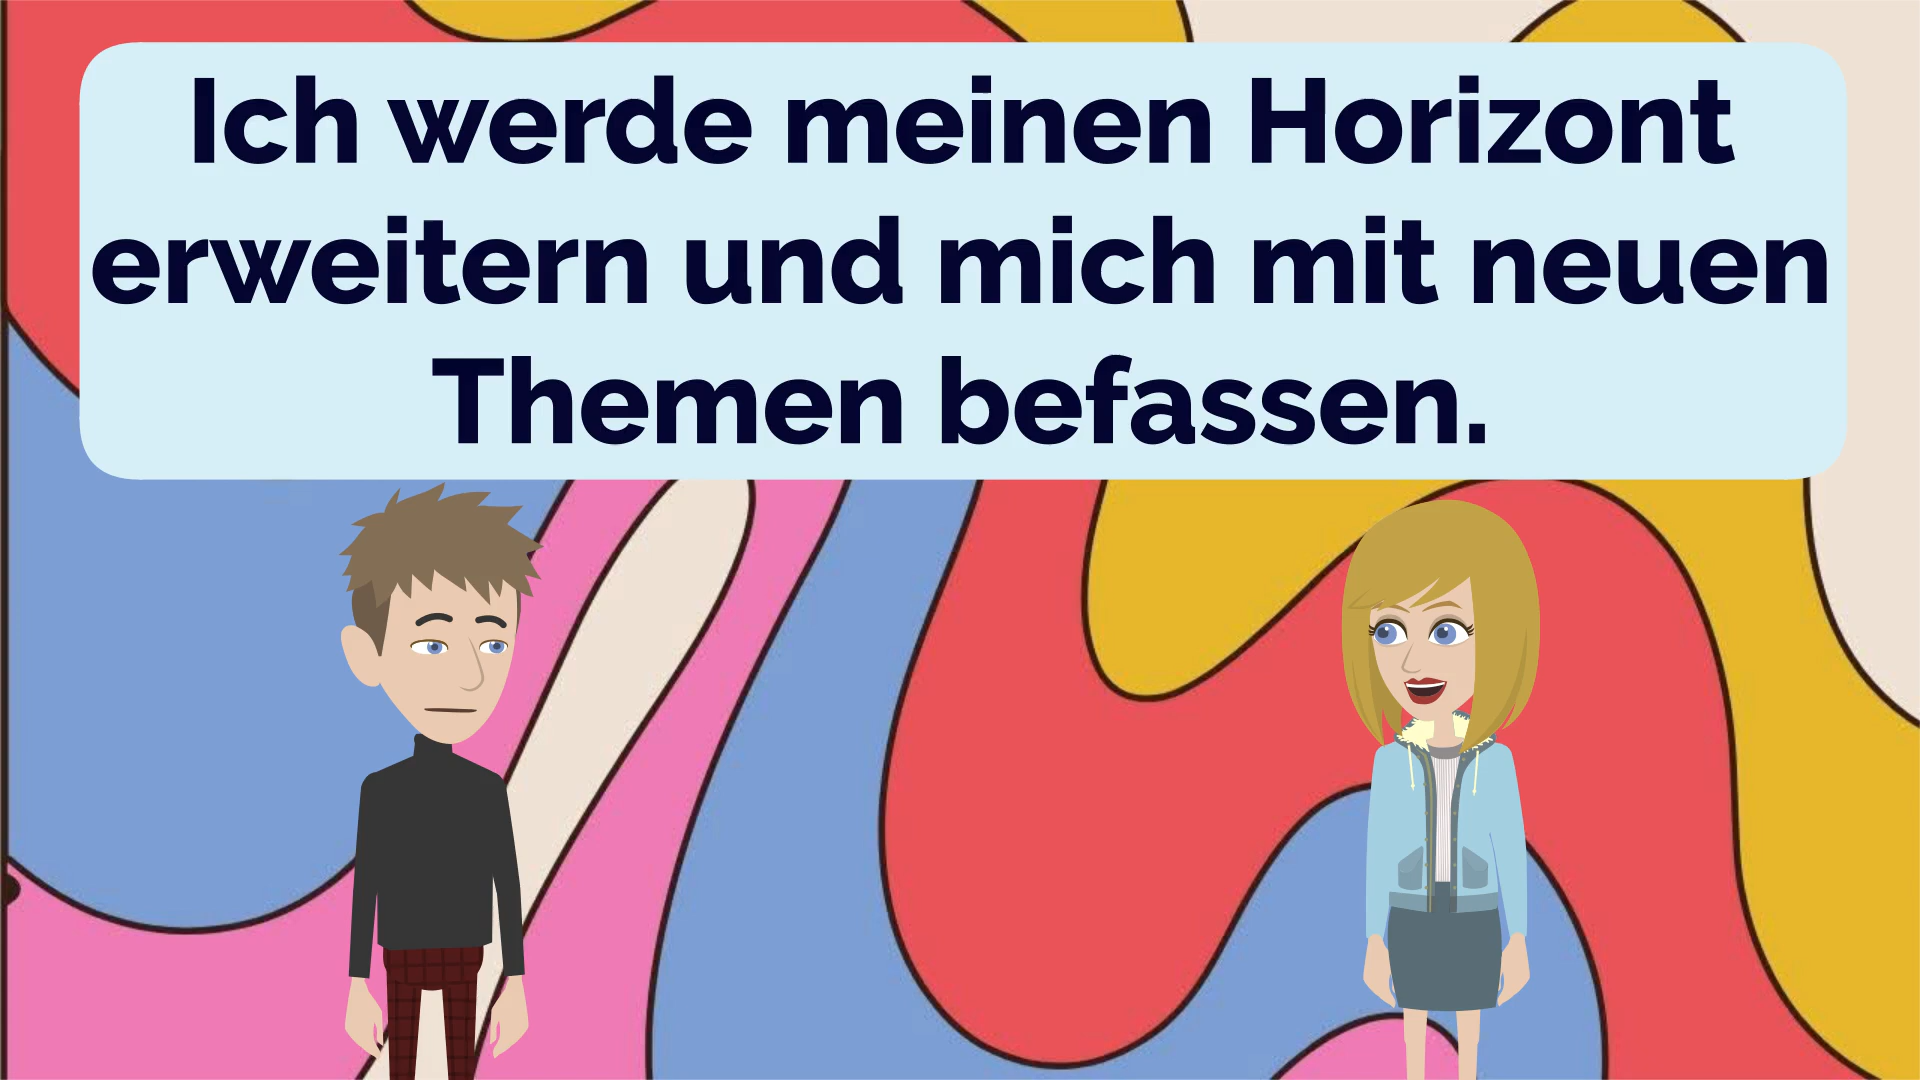 Ich werde meinen Horizont
erweitern und mich mit neuen
Themen befassen.